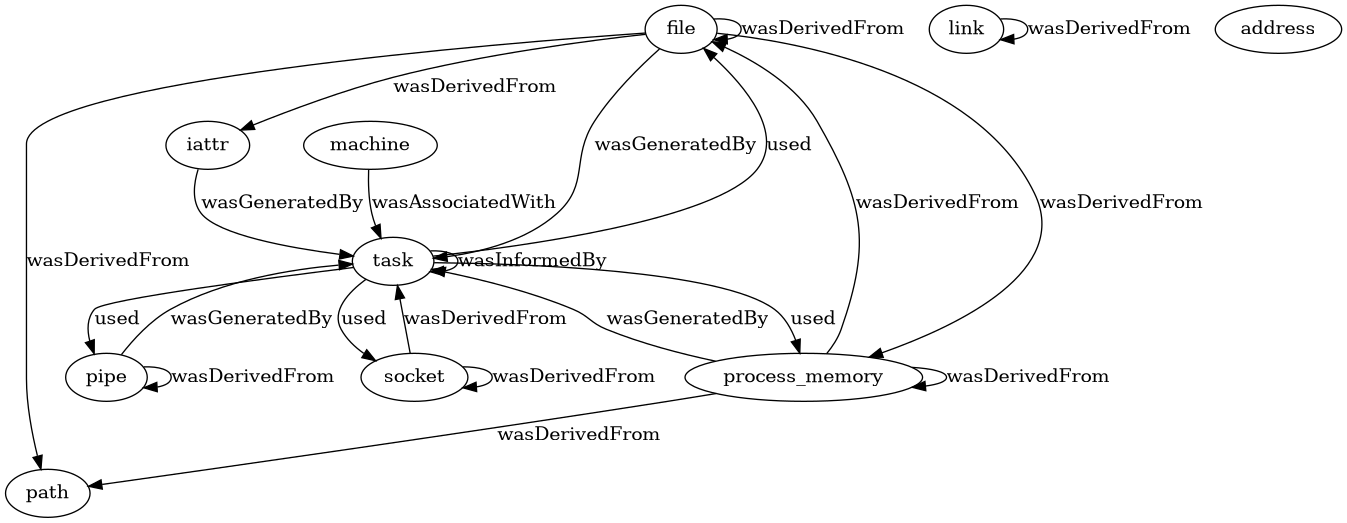 file
wasDerivedFrom
link
wasDerivedFrom
address
wasDerivedFrom
iattr
machine
wasGeneratedBy
used
wasGeneratedBy
wasAssociatedWith
wasDerivedFrom
wasDerivedFrom
wasDerivedFrom
task
wasInformedBy
used
wasGeneratedBy
used
wasDerivedFrom
wasGeneratedBy
used
pipe
wasDerivedFrom
socket
wasDerivedFrom
process_memory
wasDerivedFrom
wasDerivedFrom
path